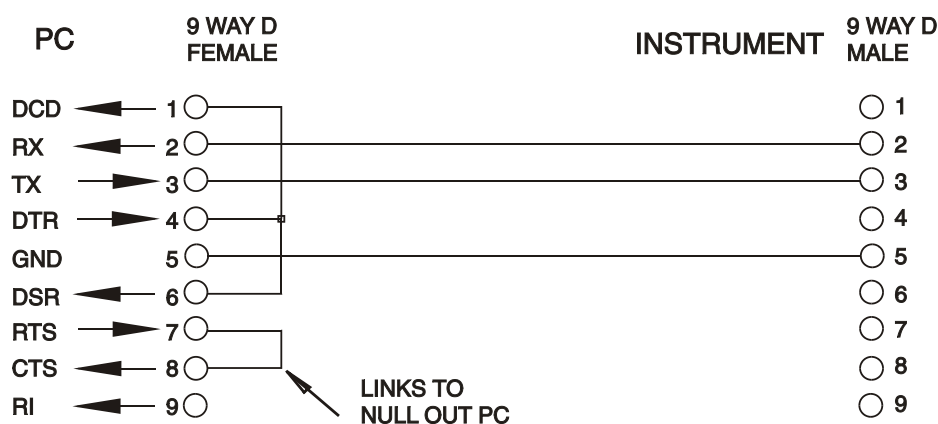 PC 9 WAY D FEMALE INSTRUMENT 9 WAY D MALE
DCD 1 1
RX 2 2
TX 3 3
DTR 4 4
GND 5 5
DSR 6 6
RTS 7 7
CTS 8 8
RI 9 9
LINKS TO
NULL OUT PC